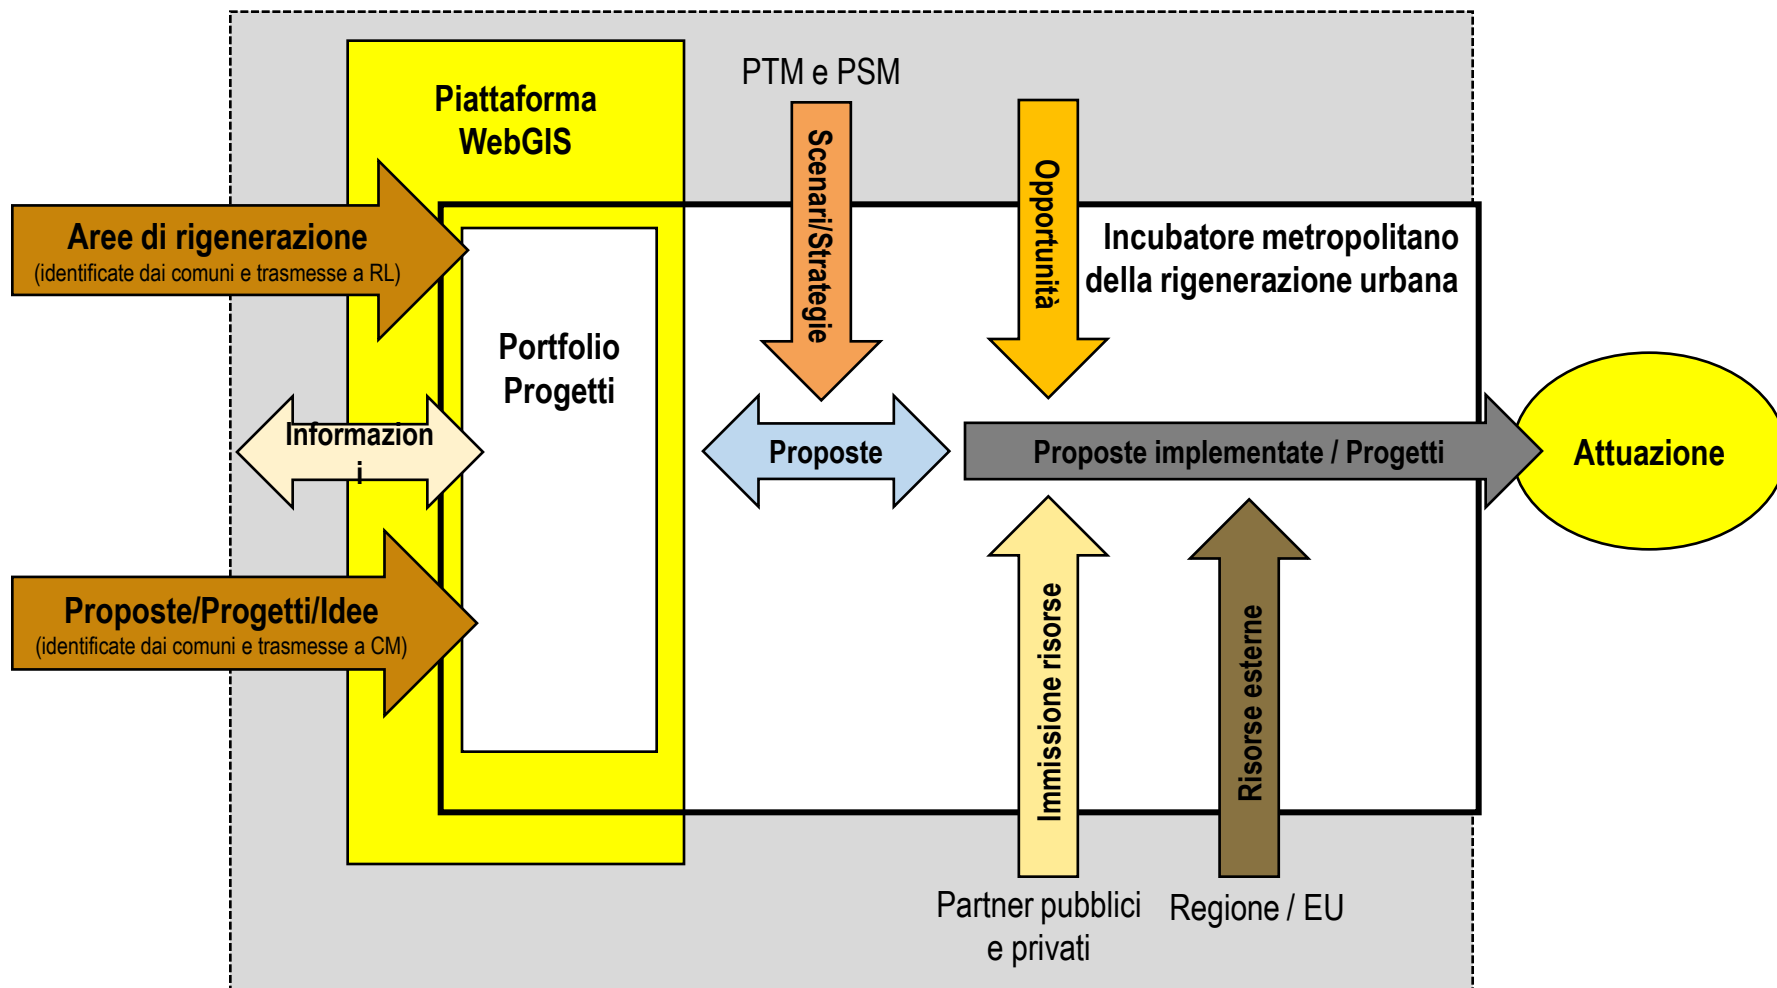 PTM e PSM
Piattaforma
WebGIS
Scenari/Strategie
Opportunità
Aree di rigenerazione
(identificate dai comuni e trasmesse a RL)
Incubatore metropolitano
della rigenerazione urbana
Portfolio
Progetti
Informazion
i
Proposte
Proposte implementate / Progetti
Attuazione
Proposte/Progetti/Idee
(identificate dai comuni e trasmesse a CM)
Immissione risorse
Risorse esterne
Partner pubblici
e privati
Regione / EU